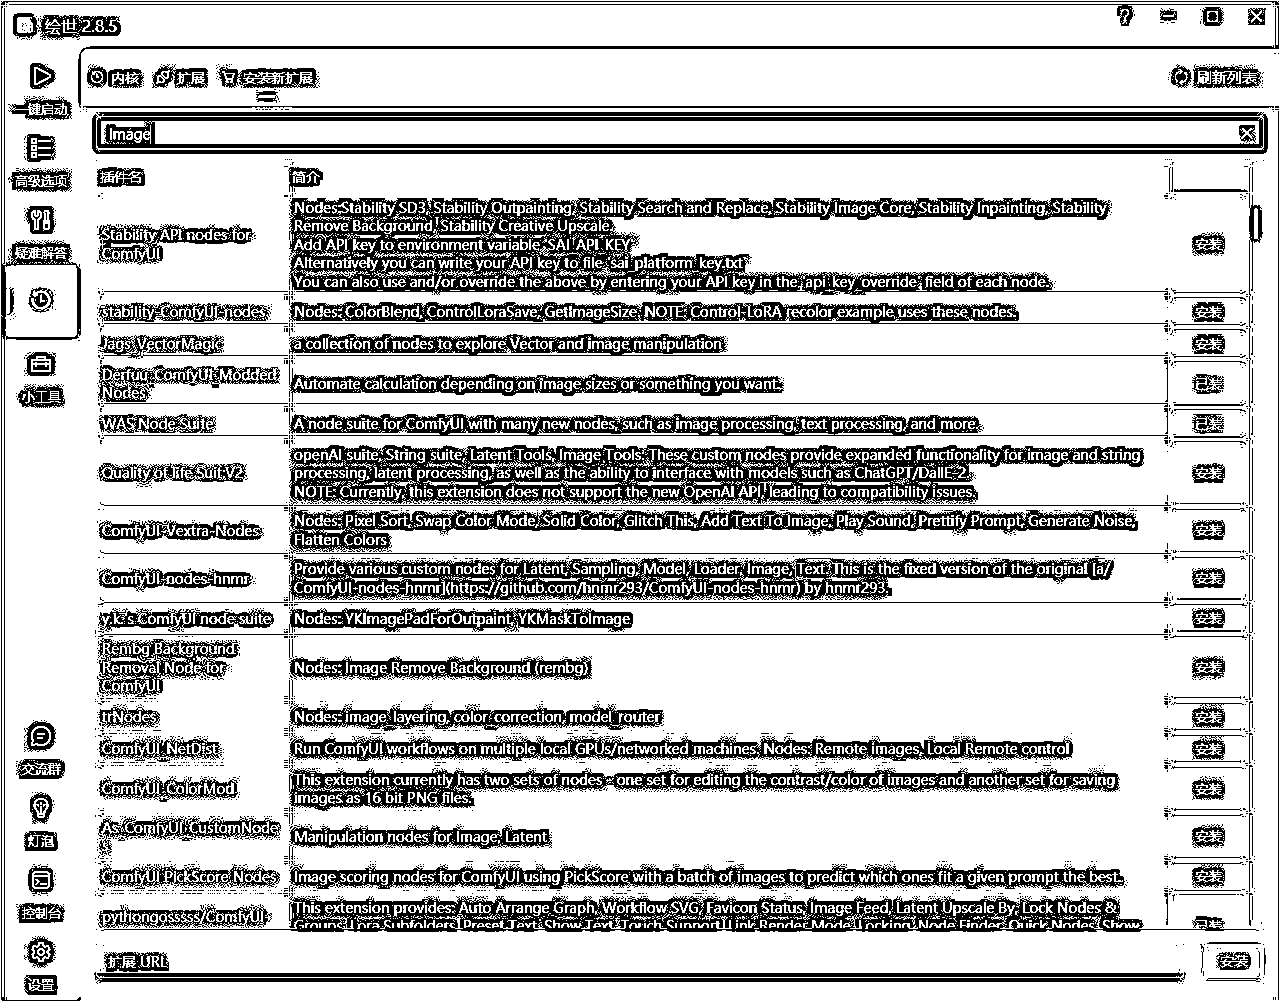 绘世 2.8.5
一键启动
高级选项
疑难解答
小工具
交流群
灯泡
控制台
设置
内核 扩展 安装新扩展 刷新列表
Image
插件名 简介
Stability API nodes for
ComfyUI
Nodes:Stability SD3, Stability Outpainting, Stability Search and Replace, Stability Image Core, Stability Inpainting, Stability
Remove Background, Stability Creative Upscale.
Add API key to environment variable 'SAI_API_KEY'
Alternatively you can write your API key to file 'sai_platform_key.txt'
You can also use and/or override the above by entering your API key in the 'api_key_override' field of each node.
安装
stability-ComfyUI-nodes Nodes: ColorBlend, ControlLoraSave, GetImageSize. NOTE: Control-LoRA recolor example uses these nodes. 安装
Jags_VectorMagic a collection of nodes to explore Vector and image manipulation 安装
Derfuu_ComfyUI_Modded
Nodes
Automate calculation depending on image sizes or something you want. 已装
WAS Node Suite A node suite for ComfyUI with many new nodes, such as image processing, text processing, and more. 已装
Quality of life Suit:V2
openAI suite, String suite, Latent Tools, Image Tools: These custom nodes provide expanded functionality for image and string
processing, latent processing, as well as the ability to interface with models such as ChatGPT/DallE-2.
NOTE: Currently, this extension does not support the new OpenAI API, leading to compatibility issues.
安装
ComfyUI-Vextra-Nodes
Nodes: Pixel Sort, Swap Color Mode, Solid Color, Glitch This, Add Text To Image, Play Sound, Prettify Prompt, Generate Noise,
Flatten Colors
安装
ComfyUI-nodes-hnmr
Provide various custom nodes for Latent, Sampling, Model, Loader, Image, Text. This is the fixed version of the original [a/
ComfyUI-nodes-hnmr](https://github.com/hnmr293/ComfyUI-nodes-hnmr) by hnmr293.
安装
y.k.'s ComfyUI node suite Nodes: YKImagePadForOutpaint, YKMaskToImage 安装
Rembg Background
Removal Node for
ComfyUI
Nodes: Image Remove Background (rembg) 安装
trNodes Nodes: image_layering, color_correction, model_router 安装
ComfyUI_NetDist Run ComfyUI workflows on multiple local GPUs/networked machines. Nodes: Remote images, Local Remote control 安装
ComfyUI_ColorMod
This extension currently has two sets of nodes - one set for editing the contrast/color of images and another set for saving
images as 16 bit PNG files.
安装
As_ComfyUI_CustomNode
s
Manipulation nodes for Image, Latent 安装
ComfyUI PickScore Nodes Image scoring nodes for ComfyUI using PickScore with a batch of images to predict which ones fit a given prompt the best. 安装
pythongosssss/ComfyUI-
This extension provides: Auto Arrange Graph, Workflow SVG, Favicon Status, Image Feed, Latent Upscale By, Lock Nodes &
Groups, Lora Subfolders, Preset Text, Show Text, Touch Support, Link Render Mode, Locking, Node Finder, Quick Nodes, Show
已装
扩展 URL 安装